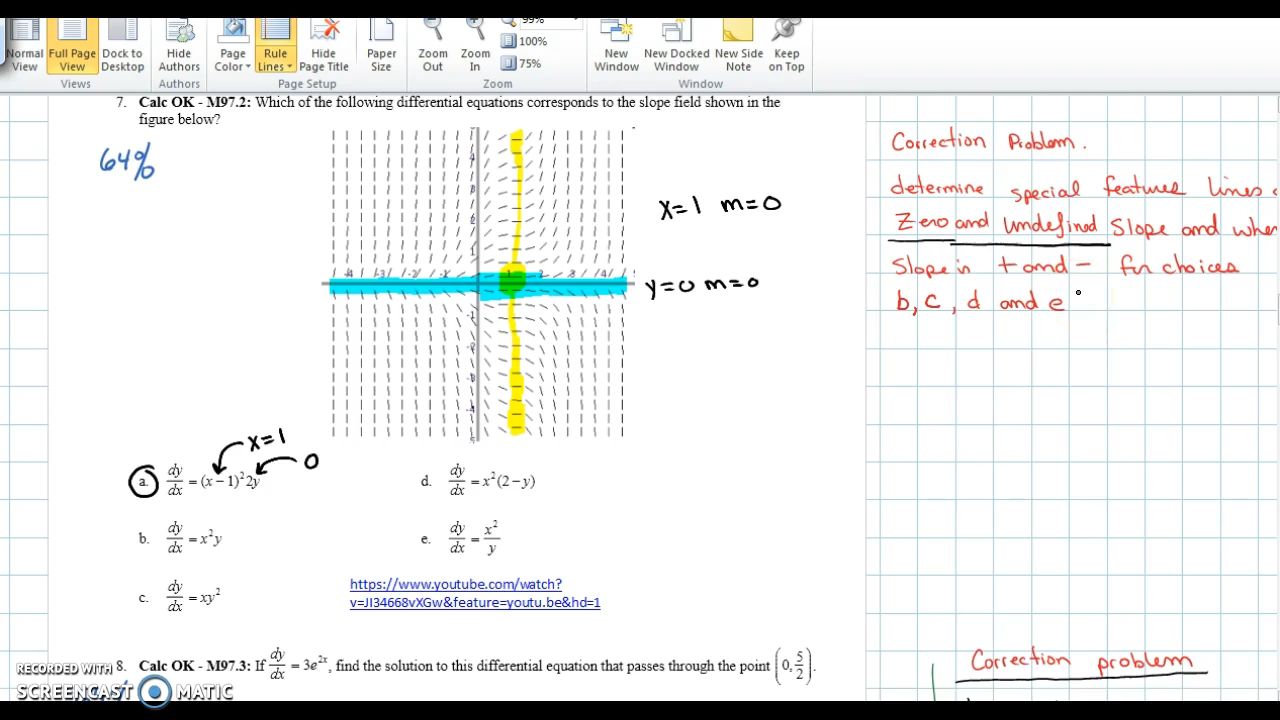 99%
Normal View
Full Page View
Dock to Desktop
Hide Authors
Page Color
Rule Lines
Hide Page Title
Paper Size
Zoom Out
Zoom In
100%
75%
New Window
New Docked Window
New Side Note
Keep on Top
Views
Authors
Page Setup
Zoom
Window
7. Calc OK - M97.2: Which of the following differential equations corresponds to the slope field shown in the
figure below?
64%
x=1 m=0
y=0 m=0
x=1
0
a. dy/dx = (x − 1)²2y
d. dy/dx = x²(2 − y)
b. dy/dx = x²y
e. dy/dx = x²/y
c. dy/dx = xy²
https://www.youtube.com/watch?
v=JI34668vXGw&feature=youtu.be&hd=1
8. Calc OK - M97.3: If dy/dx = 3e²ˣ, find the solution to this differential equation that passes through the point (0, 5/2).
Correction Problem.
determine special features lines
Zero and undefined slope and
Slope is + and - for choices
b, c, d and e
Correction problem
RECORDED WITH
SCREENCAST MATIC